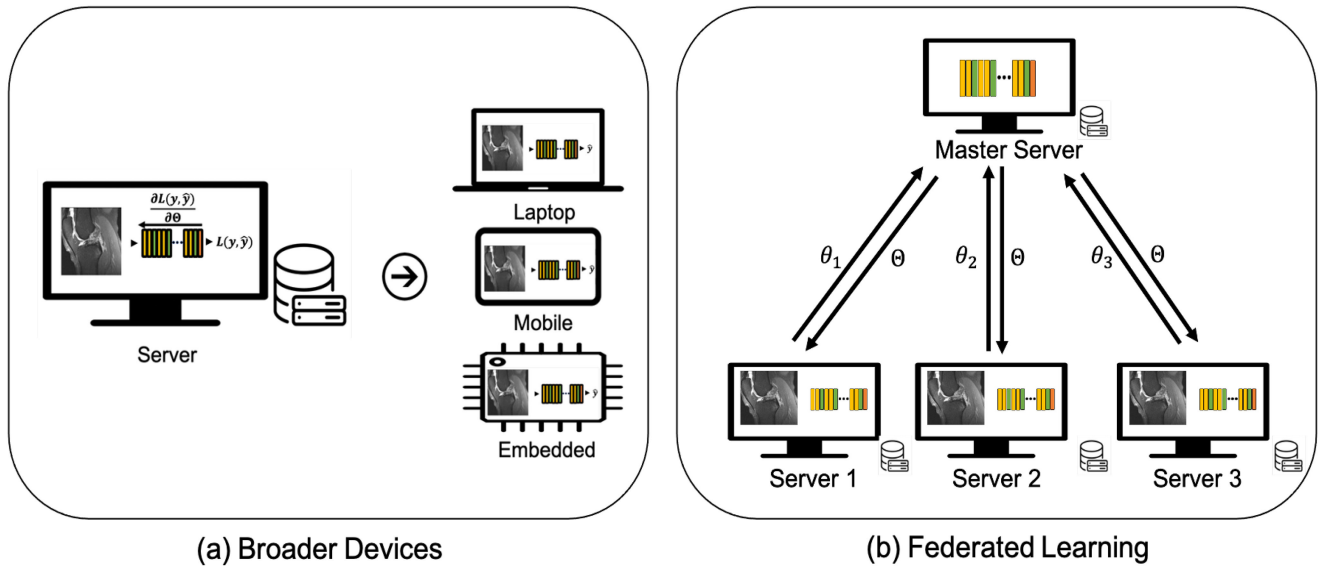 ∂L(y,ŷ)
∂Θ
L(y,ŷ)
Server
ŷ
Laptop
ŷ
Mobile
ŷ
Embedded
(a) Broader Devices
Master Server
θ₁
Θ
θ₂
Θ
θ₃
Θ
Server 1
Server 2
Server 3
(b) Federated Learning